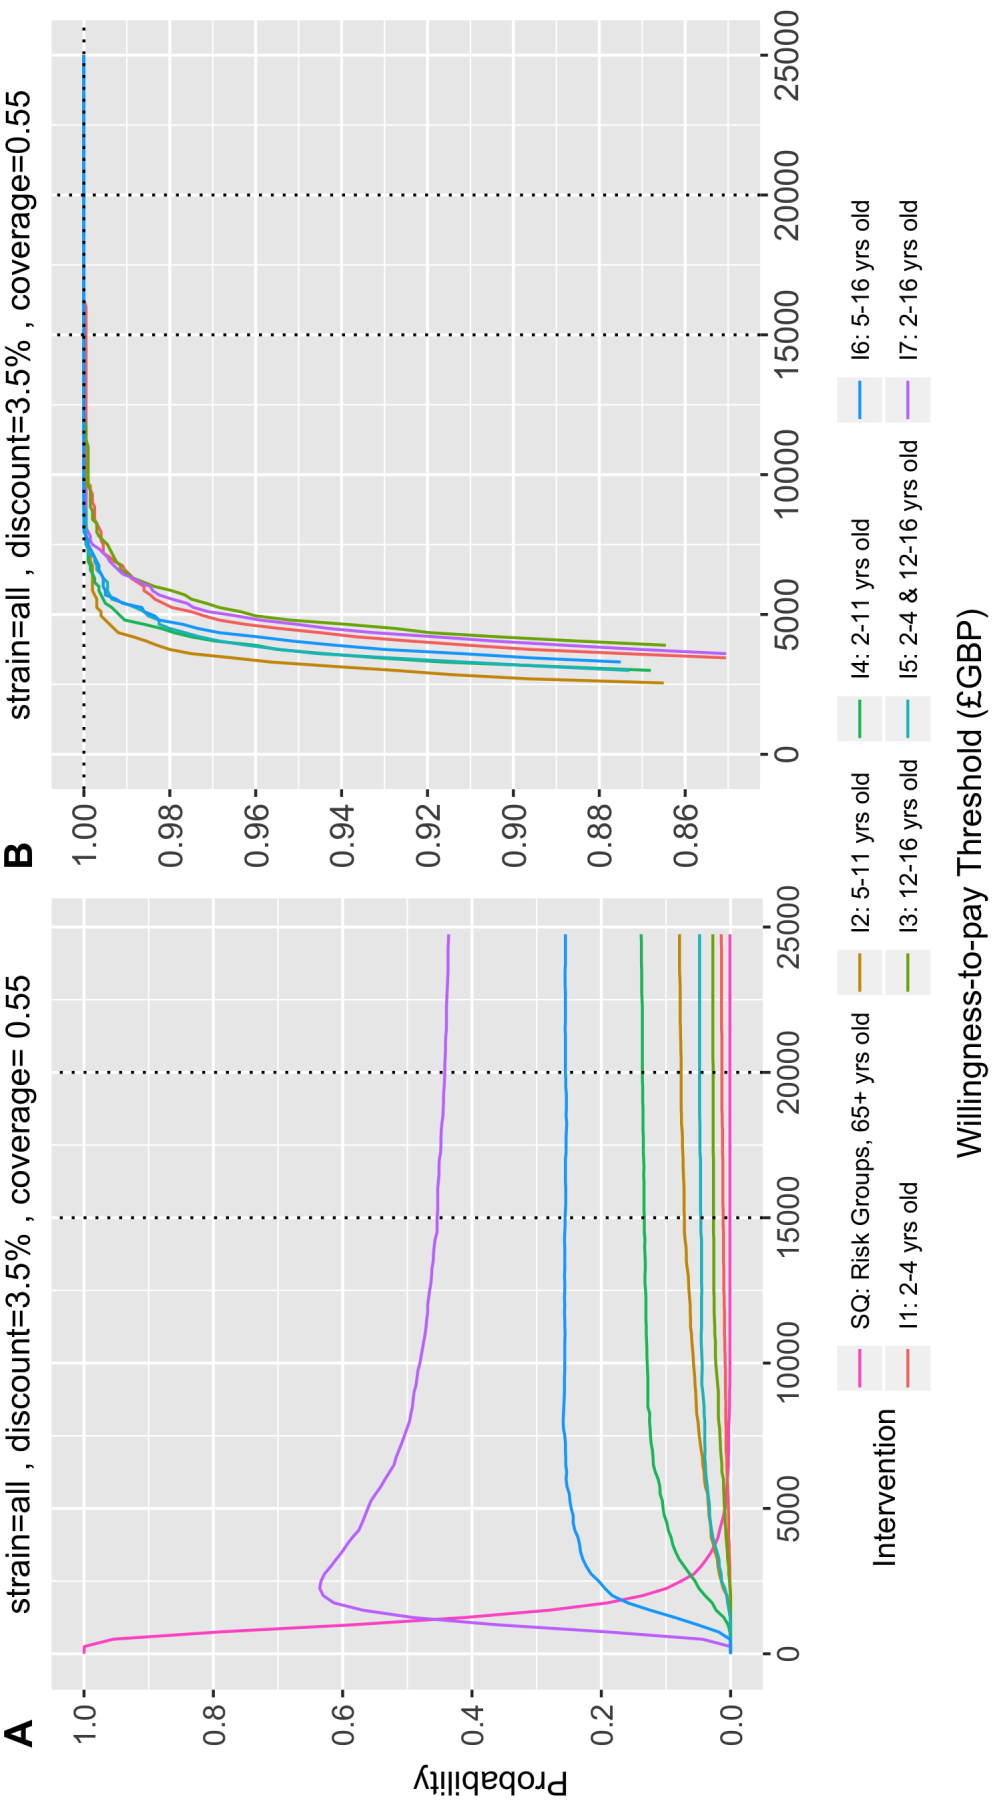 A
strain=all , discount=3.5% , coverage= 0.55
Probability
1.0
0.8
0.6
0.4
0.2
0.0
0 5000 10000 15000 20000 25000
B
strain=all , discount=3.5% , coverage=0.55
1.00
0.98
0.96
0.94
0.92
0.90
0.88
0.86
0 5000 10000 15000 20000 25000
Intervention
SQ: Risk Groups, 65+ yrs old I2: 5-11 yrs old I4: 2-11 yrs old I6: 5-16 yrs old
I1: 2-4 yrs old I3: 12-16 yrs old I5: 2-4 & 12-16 yrs old I7: 2-16 yrs old
Willingness-to-pay Threshold (£GBP)